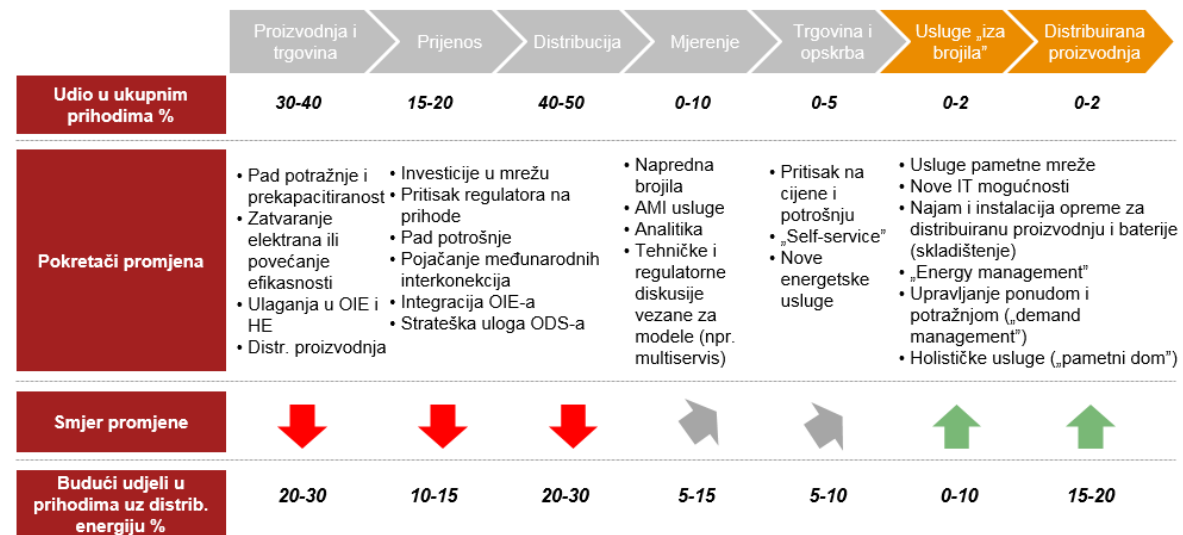 Proizvodnja i
trgovina
Prijenos
Distribucija
Mjerenje
Trgovina i
opskrba
Usluge „iza
brojila”
Distribuirana
proizvodnja
Udio u ukupnim
prihodima %
30-40
15-20
40-50
0-10
0-5
0-2
0-2
Pokretači promjena
• Pad potražnje i
prekapacitiranost
• Zatvaranje
elektrana ili
povećanje
efikasnosti
• Ulaganja u OIE i
HE
• Distr. proizvodnja
• Investicije u mrežu
• Pritisak regulatora na
prihode
• Pad potrošnje
• Pojačanje međunarodnih
interkonekcija
• Integracija OIE-a
• Strateška uloga ODS-a
• Napredna
brojila
• AMI usluge
• Analitika
• Tehničke i
regulatorne
diskusije
vezane za
modele (npr.
multiservis)
• Pritisak na
cijene i
potrošnju
• „Self-service”
• Nove
energetske
usluge
• Usluge pametne mreže
• Nove IT mogućnosti
• Najam i instalacija opreme za
distribuiranu proizvodnju i baterije
(skladištenje)
• „Energy management”
• Upravljanje ponudom i
potražnjom („demand
management”)
• Holističke usluge („pametni dom”)
Smjer promjene
Budući udjeli u
prihodima uz distrib.
energiju %
20-30
10-15
20-30
5-15
5-10
0-10
15-20